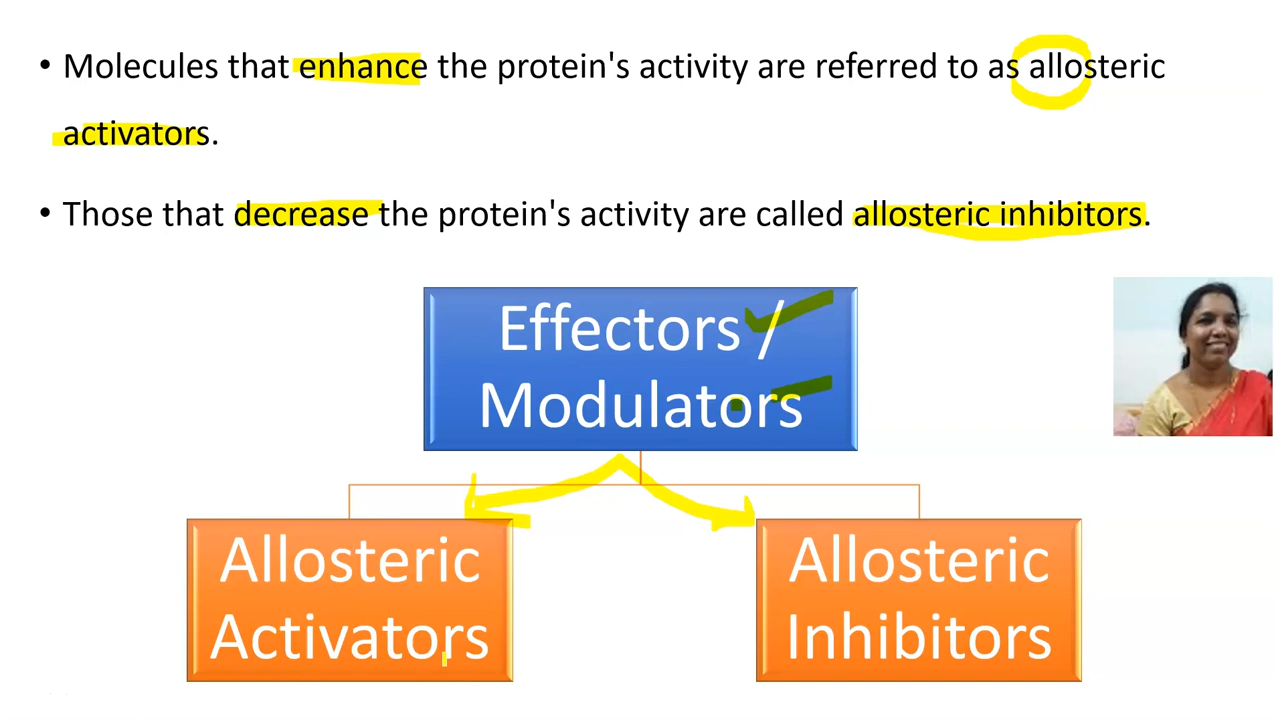 • Molecules that enhance the protein's activity are referred to as allosteric
activators.
• Those that decrease the protein's activity are called allosteric inhibitors.
Effectors /
Modulators
Allosteric
Activators
Allosteric
Inhibitors